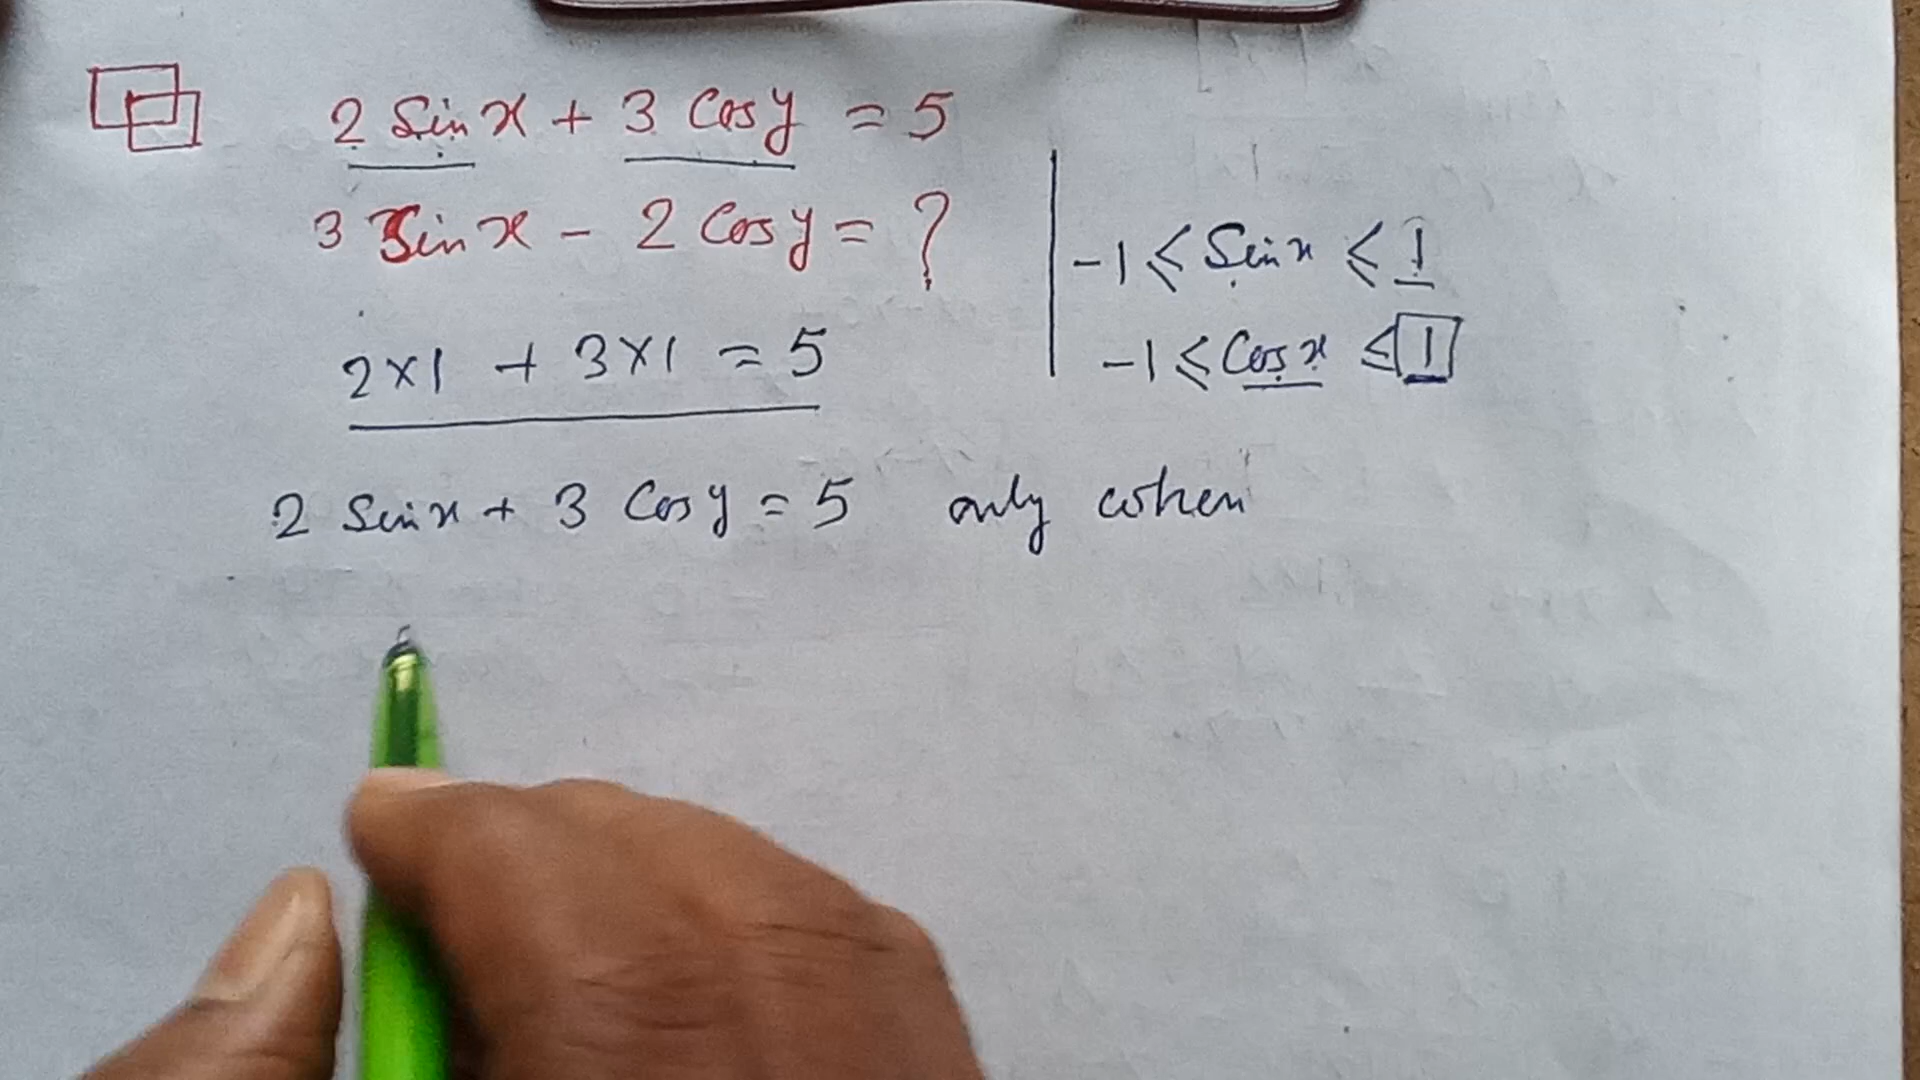 2 Sin x + 3 Cos y = 5
3 Sin x - 2 Cos y = ?
-1 ≤ Sin x ≤ 1
-1 ≤ Cos x ≤ 1
2×1 + 3×1 = 5
2 Sin x + 3 Cos y = 5 only when